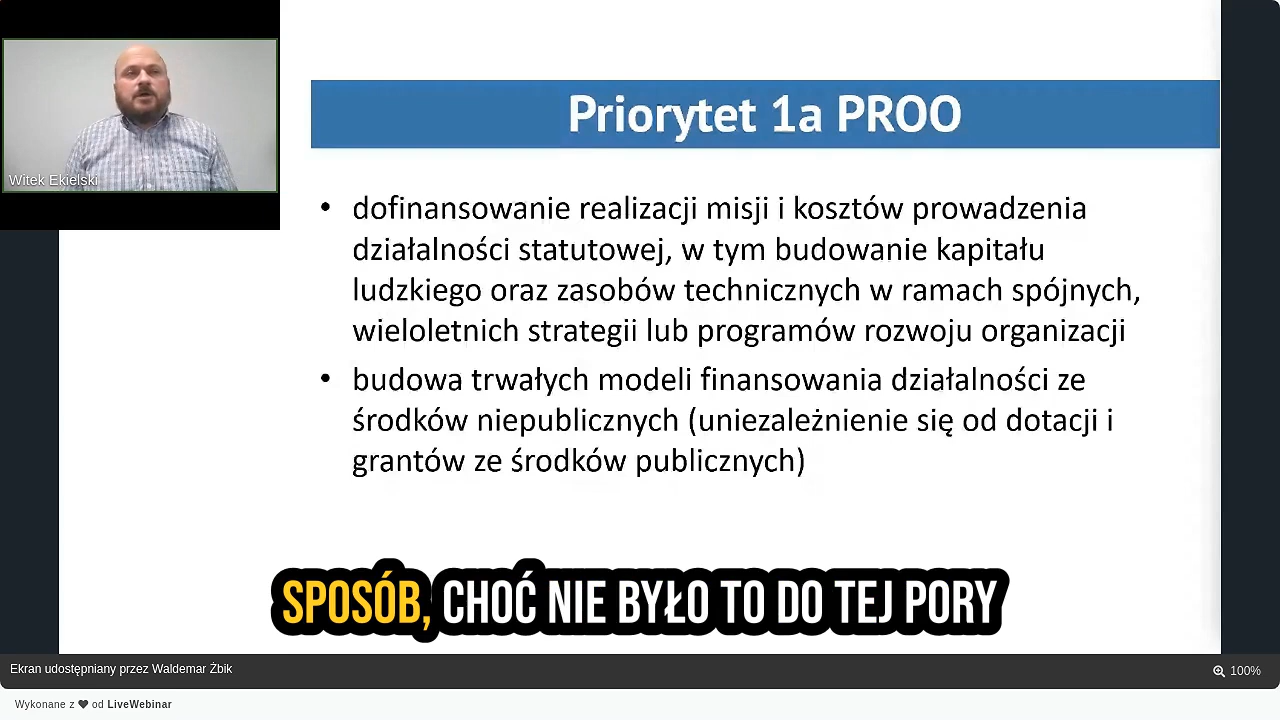 Witek Ekielski
Priorytet 1a PROO
• dofinansowanie realizacji misji i kosztów prowadzenia
działalności statutowej, w tym budowanie kapitału
ludzkiego oraz zasobów technicznych w ramach spójnych,
wieloletnich strategii lub programów rozwoju organizacji
• budowa trwałych modeli finansowania działalności ze
środków niepublicznych (uniezależnienie się od dotacji i
grantów ze środków publicznych)
SPOSÓB, CHOĆ NIE BYŁO TO DO TEJ PORY
Ekran udostępniany przez Waldemar Żbik
100%
Wykonane z ❤ od LiveWebinar